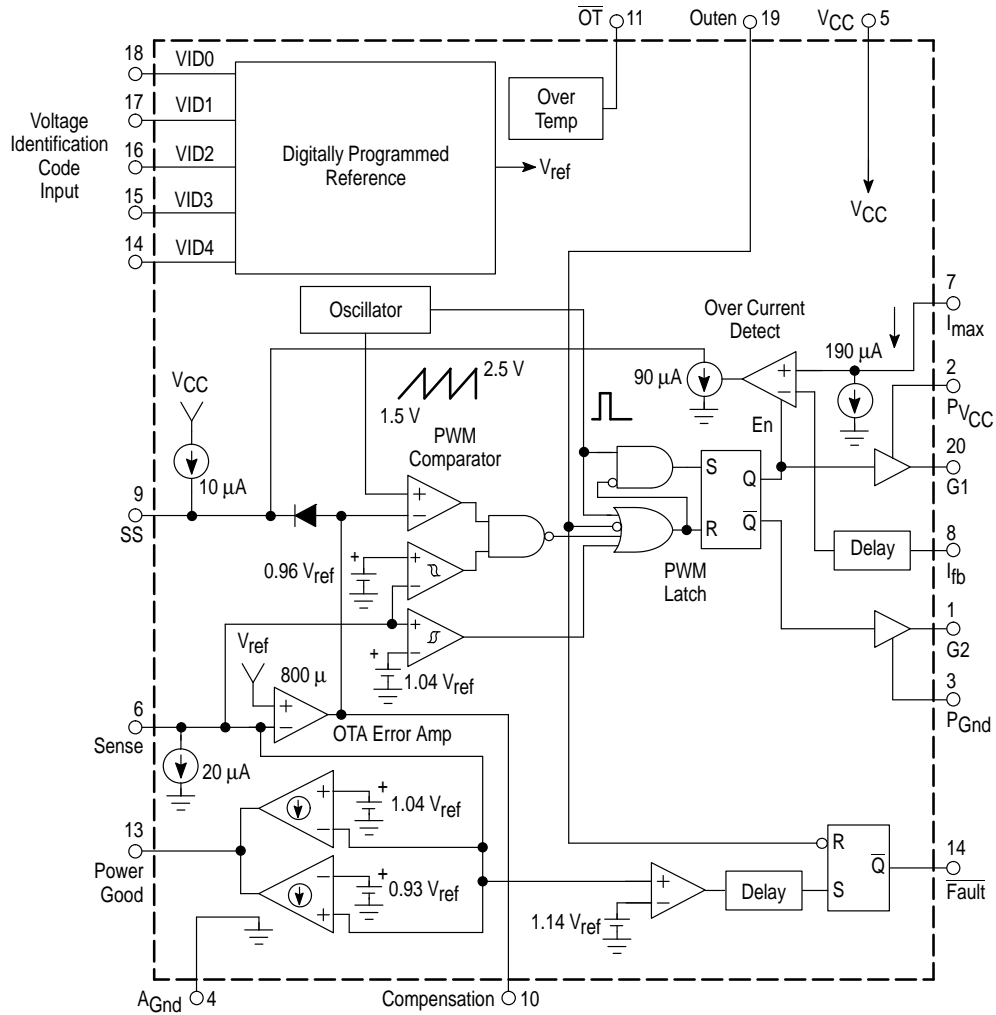 OT 11
Outen 19
VCC 5
18 VID0
17 VID1
16 VID2
15 VID3
14 VID4
Voltage
Identification
Code
Input
Digitally Programmed
Reference
Vref
Over
Temp
VCC
Oscillator
Over Current
Detect
7
Imax
190 µA
90 µA
2.5 V
1.5 V
2
PVCC
VCC
10 µA
PWM
Comparator
En
20
G1
9
SS
S
Q
R
Q
+
−
Delay
8
Ifb
0.96 Vref
+
+
−
PWM
Latch
1
G2
+
−
+
1.04 Vref
Vref
800 µ
3
PGnd
6
Sense
+
−
OTA Error Amp
20 µA
+
−
+
1.04 Vref
13
Power
Good
−
+
+
0.93 Vref
R
S
Q
14
Fault
+
−
Delay
1.14 Vref
AGnd 4
Compensation 10